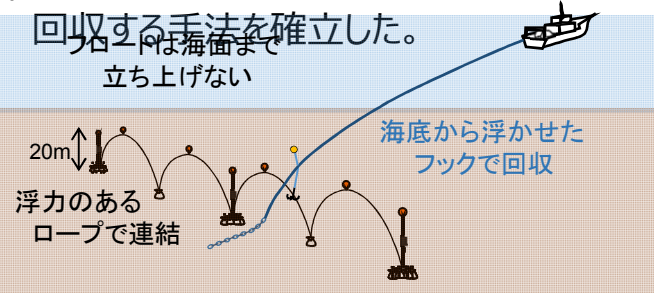 回収する手法を確立した。
フロートは海面まで
立ち上げない
海底から浮かせた
フックで回収
20m
浮力のある
ロープで連結